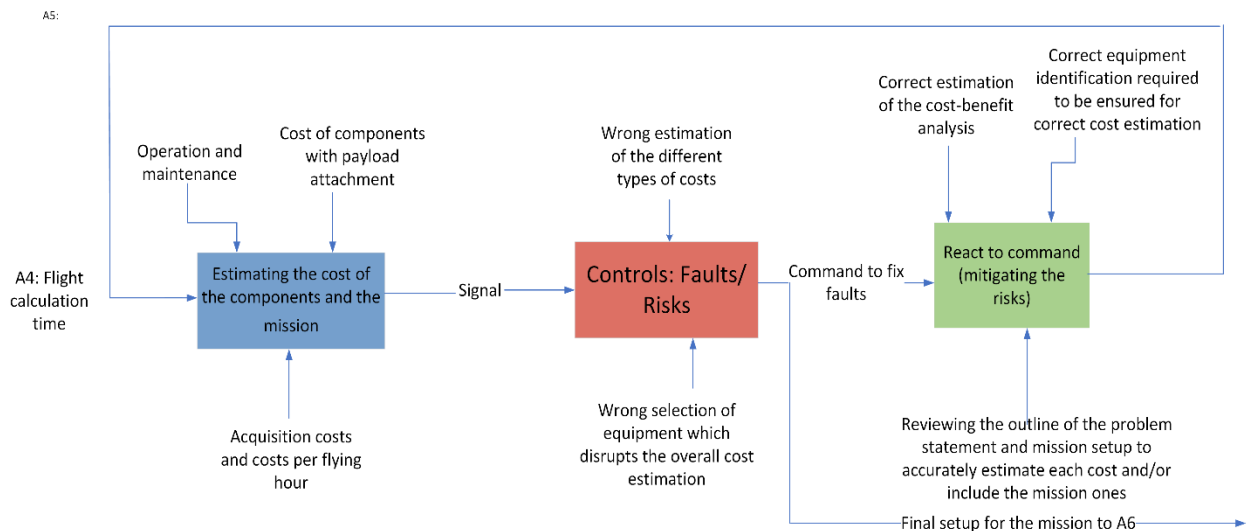 A5:
Correct equipment
identification required
to be ensured for
correct cost estimation
Correct estimation
of the cost-benefit
analysis
Wrong estimation
of the different
types of costs
Cost of components
with payload
attachment
Operation and
maintenance
A4: Flight
calculation
time
Estimating the cost of
the components and the
mission
Signal
Controls: Faults/
Risks
Command to fix
faults
React to command
(mitigating the
risks)
Acquisition costs
and costs per flying
hour
Wrong selection of
equipment which
disrupts the overall cost
estimation
Reviewing the outline of the problem
statement and mission setup to
accurately estimate each cost and/or
include the mission ones
Final setup for the mission to A6